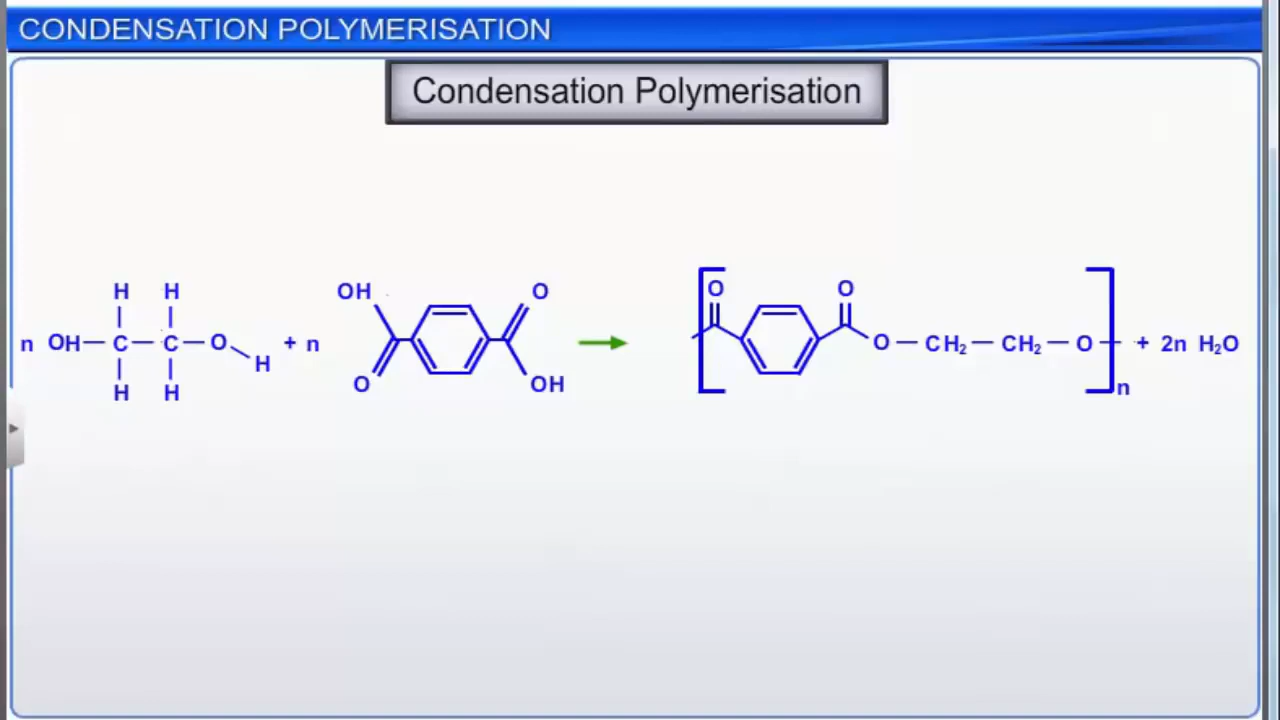 CONDENSATION POLYMERISATION
Condensation Polymerisation
H H OH O O O
n OH—C—C—O—H + n → O—CH₂—CH₂—O + 2n H₂O
H H O OH n